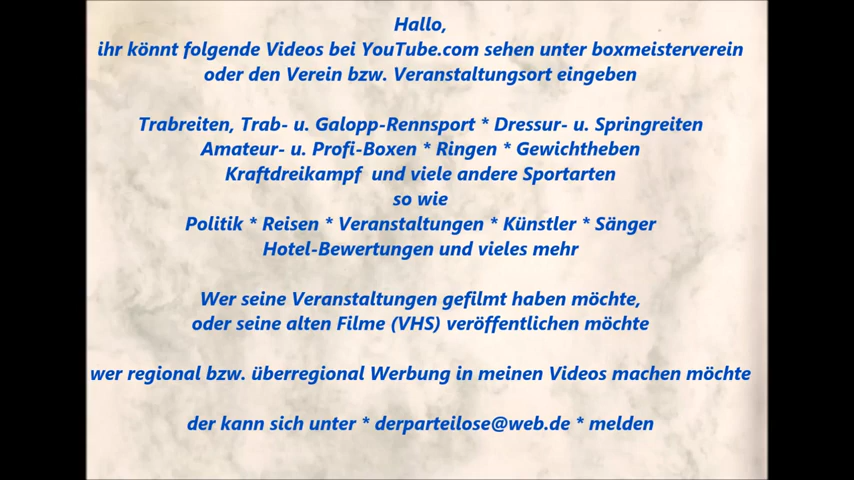 Hallo,
ihr könnt folgende Videos bei YouTube.com sehen unter boxmeisterverein
oder den Verein bzw. Veranstaltungsort eingeben
Trabreiten, Trab- u. Galopp-Rennsport * Dressur- u. Springreiten
Amateur- u. Profi-Boxen * Ringen * Gewichtheben
Kraftdreikampf und viele andere Sportarten
so wie
Politik * Reisen * Veranstaltungen * Künstler * Sänger
Hotel-Bewertungen und vieles mehr
Wer seine Veranstaltungen gefilmt haben möchte,
oder seine alten Filme (VHS) veröffentlichen möchte
wer regional bzw. überregional Werbung in meinen Videos machen möchte
der kann sich unter * derparteilose@web.de * melden